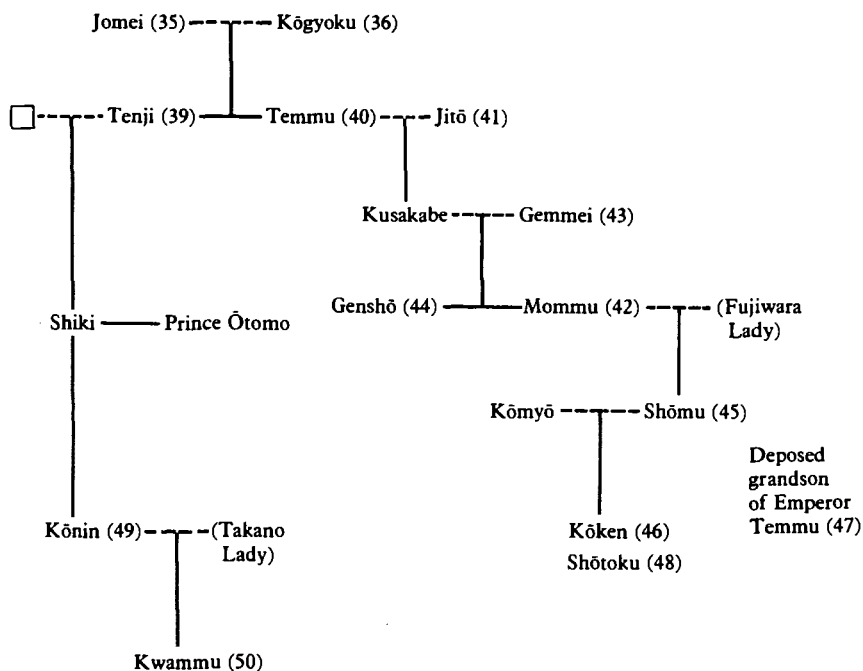 Jomei (35) Kōgyoku (36)
Tenji (39) Temmu (40) Jitō (41)
Kusakabe Gemmei (43)
Genshō (44) Mommu (42) (Fujiwara
Lady)
Shiki Prince Ōtomo
Kōmyō Shōmu (45)
Deposed
grandson
of Emperor
Temmu (47)
Kōnin (49) (Takano
Lady)
Kōken (46)
Shōtoku (48)
Kwammu (50)